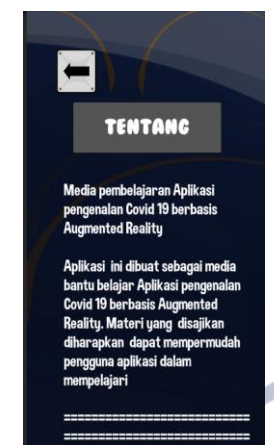 TENTANG
Media pembelajaran Aplikasi
pengenalan Covid 19 berbasis
Augmented Reality
Aplikasi ini dibuat sebagai media
bantu belajar Aplikasi pengenalan
Covid 19 berbasis Augmented
Reality. Materi yang disajikan
diharapkan dapat mempermudah
pengguna aplikasi dalam
mempelajari
==========================
==========================